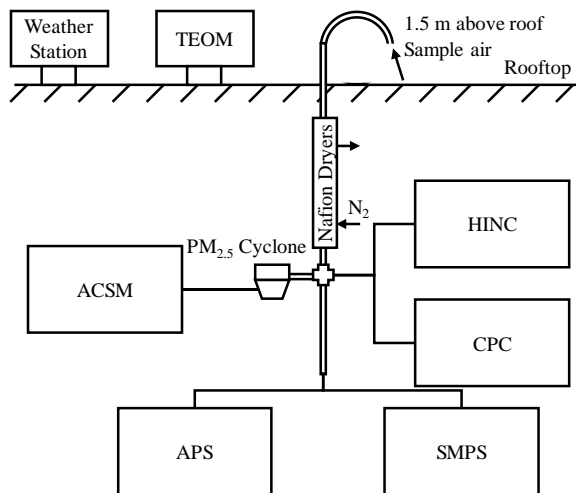 Weather
Station
TEOM
1.5 m above roof
Sample air
Rooftop
Nafion Dryers
N₂
HINC
PM₂.₅ Cyclone
ACSM
CPC
APS
SMPS